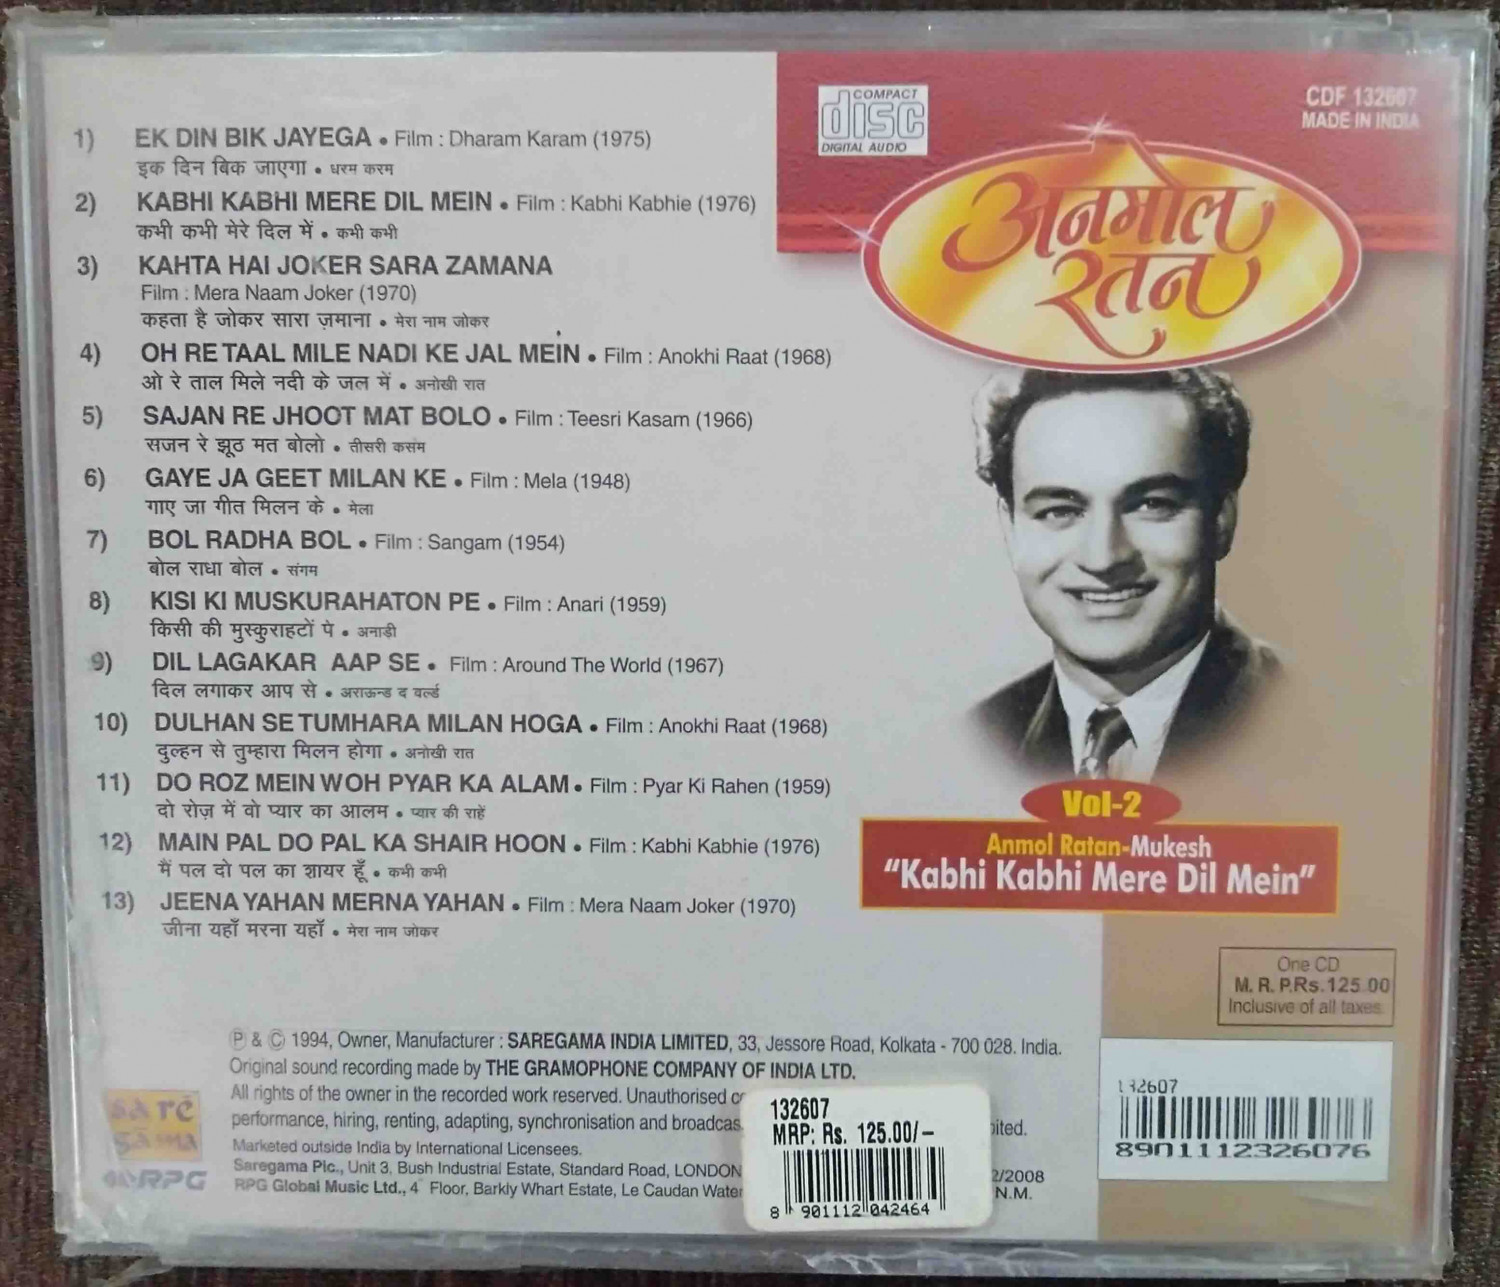 1) EK DIN BIK JAYEGA • Film : Dharam Karam (1975)
इक दिन बिक जाएगा • धरम करम
2) KABHI KABHI MERE DIL MEIN • Film : Kabhi Kabhie (1976)
कभी कभी मेरे दिल में • कभी कभी
3) KAHTA HAI JOKER SARA ZAMANA
Film : Mera Naam Joker (1970)
कहता है जोकर सारा ज़माना • मेरा नाम जोकर
4) OH RE TAAL MILE NADI KE JAL MEIN • Film : Anokhi Raat (1968)
ओ रे ताल मिले नदी के जल में • अनोखी रात
5) SAJAN RE JHOOT MAT BOLO • Film : Teesri Kasam (1966)
सजन रे झूठ मत बोलो • तीसरी कसम
6) GAYE JA GEET MILAN KE • Film : Mela (1948)
गाए जा गीत मिलन के • मेला
7) BOL RADHA BOL • Film : Sangam (1954)
बोल राधा बोल • संगम
8) KISI KI MUSKURAHATON PE • Film : Anari (1959)
किसी की मुस्कुराहटों पे • अनाड़ी
9) DIL LAGAKAR AAP SE • Film : Around The World (1967)
दिल लगाकर आप से • अराऊन्ड द वर्ल्ड
10) DULHAN SE TUMHARA MILAN HOGA • Film : Anokhi Raat (1968)
दुल्हन से तुम्हारा मिलन होगा • अनोखी रात
11) DO ROZ MEIN WOH PYAR KA ALAM • Film : Pyar Ki Rahen (1959)
दो रोज़ में वो प्यार का आलम • प्यार की राहें
12) MAIN PAL DO PAL KA SHAIR HOON • Film : Kabhi Kabhie (1976)
मैं पल दो पल का शायर हूँ • कभी कभी
13) JEENA YAHAN MERNA YAHAN • Film : Mera Naam Joker (1970)
जीना यहाँ मरना यहाँ • मेरा नाम जोकर
COMPACT
disc
DIGITAL AUDIO
CDF 132607
MADE IN INDIA
अनमोल
रतन
Vol-2
Anmol Ratan-Mukesh
"Kabhi Kabhi Mere Dil Mein"
One CD
M. R. P.Rs.125.00
Inclusive of all taxes.
℗ & © 1994, Owner, Manufacturer : SAREGAMA INDIA LIMITED, 33, Jessore Road, Kolkata - 700 028. India.
Original sound recording made by THE GRAMOPHONE COMPANY OF INDIA LTD.
All rights of the owner in the recorded work reserved. Unauthorised
performance, hiring, renting, adapting, synchronisation and
Marketed outside India by International Licensees.
Saregama Plc., Unit 3, Bush Industrial Estate, Standard Road, LONDON
RPG Global Music Ltd., 4 Floor, Barkly Whart Estate, Le Caudan
2/2008
N.M.
SaRe
GaMa
RPG
132607
MRP: Rs. 125.00/-
8 901112 042464
132607
8901112326076